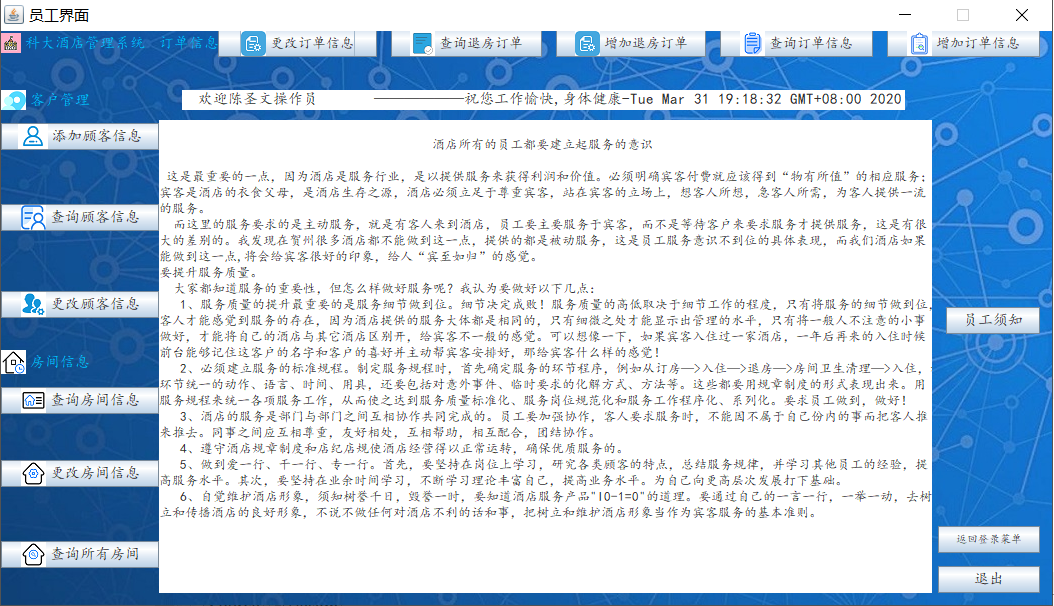 员工界面
科大酒店管理系统 订单信息
更改订单信息
查询退房订单
增加退房订单
查询订单信息
增加订单信息
客户管理
欢迎陈圣文操作员 ———————祝您工作愉快,身体健康-Tue Mar 31 19:18:32 GMT+08:00 2020
添加顾客信息
查询顾客信息
更改顾客信息
房间信息
查询房间信息
更改房间信息
查询所有房间
酒店所有的员工都要建立起服务的意识
这是最重要的一点，因为酒店是服务行业，是以提供服务来获得利润和价值。必须明确宾客付费就应该得到“物有所值”的相应服务；
宾客是酒店的衣食父母，是酒店生存之源，酒店必须立足于尊重宾客，站在宾客的立场上，想客人所想，急客人所需，为客人提供一流
的服务。
而这里的服务要求的是主动服务，就是有客人来到酒店，员工要主要服务于宾客，而不是等待客户来要求服务才提供服务，这是有很
大的差别的。我发现在贺州很多酒店都不能做到这一点，提供的都是被动服务，这是员工服务意识不到位的具体表现，而我们酒店如果
能做到这一点,将会给宾客很好的印象，给人“宾至如归”的感觉。
要提升服务质量。
大家都知道服务的重要性，但怎么样做好服务呢？我认为要做好以下几点：
1、服务质量的提升最重要的是服务细节做到位。细节决定成败！服务质量的高低取决于细节工作的程度，只有将服务的细节做到位，
客人才能感觉到服务的存在，因为酒店提供的服务大体都是相同的，只有细微之处才能显示出管理的水平，只有将一般人不注意的小事
做好，才能将自己的酒店与其它酒店区别开，给宾客不一般的感觉。可以想像一下，如果宾客入住过一家酒店，一年后再来的入住时候
前台能够记住这客户的名字和客户的喜好并主动帮宾客安排好，那给宾客什么样的感觉！
2、必须建立服务的标准规程。制定服务规程时，首先确定服务的环节程序，例如从订房—>入住—>退房—>房间卫生清理—>入住，
环节统一的动作、语言、时间、用具，还要包括对意外事件、临时要求的化解方式、方法等。这些都要用规章制度的形式表现出来。用
服务规程来统一各项服务工作，从而使之达到服务质量标准化、服务岗位规范化和服务工作程序化、系列化。要求员工做到，做好！
3、酒店的服务是部门与部门之间互相协作共同完成的。员工要加强协作，客人要求服务时，不能因不属于自己份内的事而把客人推
来推去。同事之间应互相尊重，友好相处，互相帮助，相互配合，团结协作。
4、遵守酒店规章制度和店纪店规使酒店经营得以正常运转，确保优质服务的。
5、做到爱一行、干一行、专一行。首先，要坚持在岗位上学习，研究各类顾客的特点，总结服务规律，并学习其他员工的经验，提
高服务水平。其次，要坚持在业余时间学习，不断学习理论丰富自己，提高业务水平。为自己向更高层次发展打下基础。
6、自觉维护酒店形象，须知树誉千日，毁誉一时，要知道酒店服务产品"10-1=0"的道理。要通过自己的一言一行，一举一动，去树
立和传播酒店的良好形象，不说不做任何对酒店不利的话和事，把树立和维护酒店形象当作为宾客服务的基本准则。
员工须知
返回登录菜单
退出